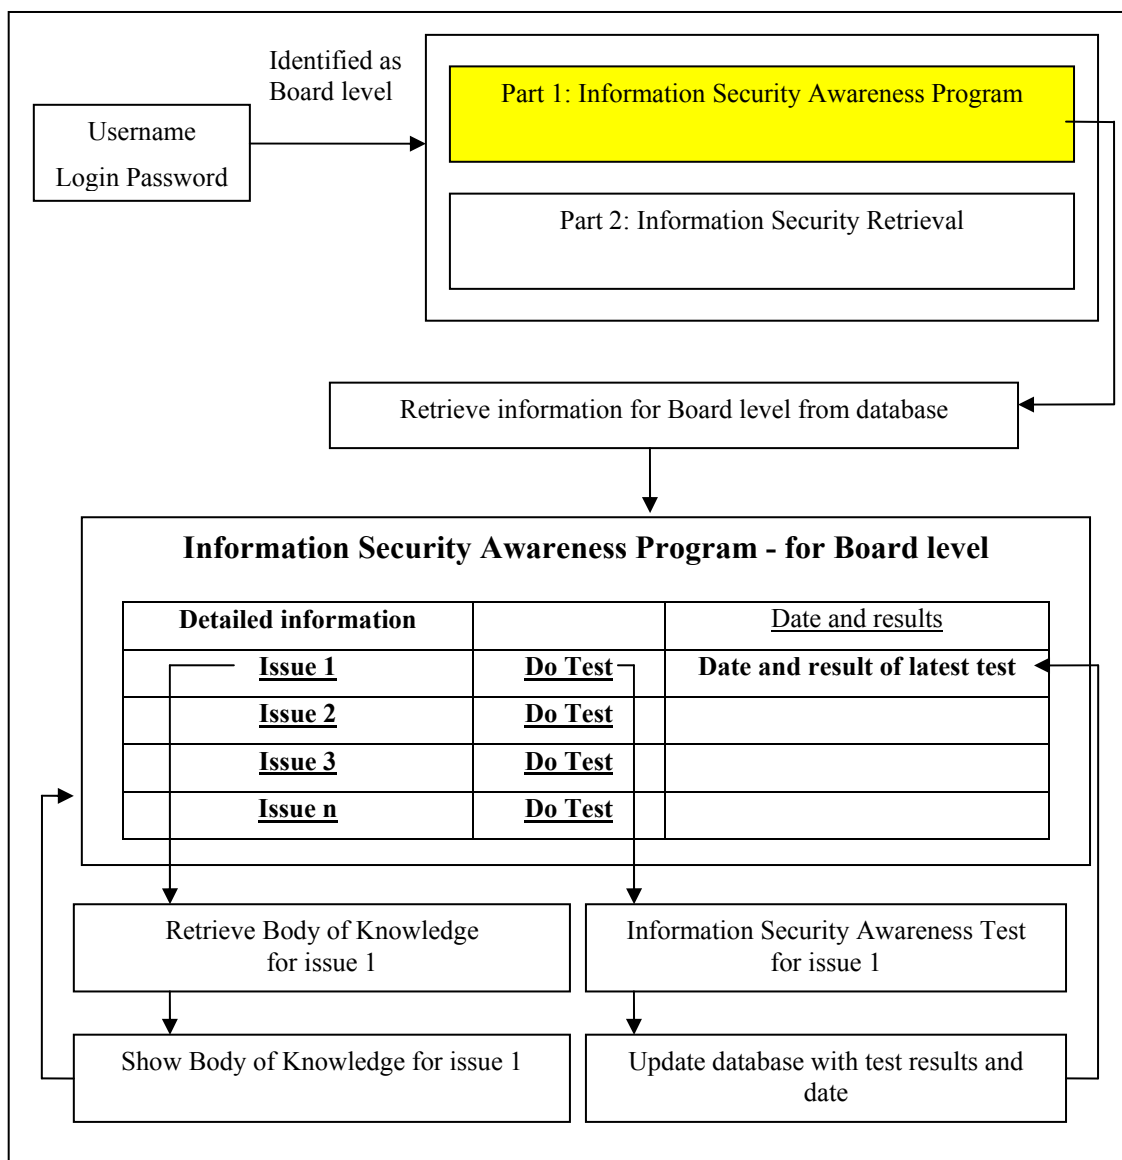 Identified as
Board level
Username
Login Password
Part 1: Information Security Awareness Program
Part 2: Information Security Retrieval
Retrieve information for Board level from database
Information Security Awareness Program - for Board level
Detailed information Date and results
Issue 1 Do Test Date and result of latest test
Issue 2 Do Test
Issue 3 Do Test
Issue n Do Test
Retrieve Body of Knowledge
for issue 1
Information Security Awareness Test
for issue 1
Show Body of Knowledge for issue 1
Update database with test results and
date